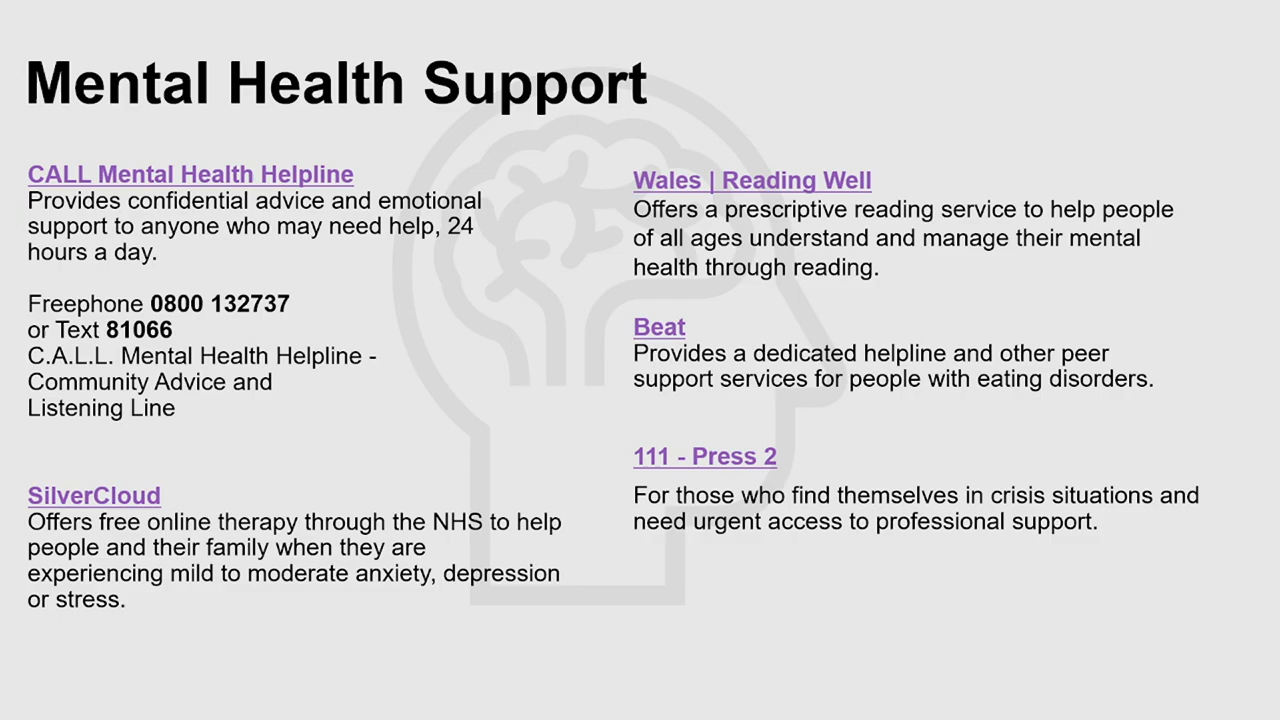 Mental Health Support
CALL Mental Health Helpline
Provides confidential advice and emotional
support to anyone who may need help, 24
hours a day.
Freephone 0800 132737
or Text 81066
C.A.L.L. Mental Health Helpline -
Community Advice and
Listening Line
SilverCloud
Offers free online therapy through the NHS to help
people and their family when they are
experiencing mild to moderate anxiety, depression
or stress.
Wales | Reading Well
Offers a prescriptive reading service to help people
of all ages understand and manage their mental
health through reading.
Beat
Provides a dedicated helpline and other peer
support services for people with eating disorders.
111 - Press 2
For those who find themselves in crisis situations and
need urgent access to professional support.